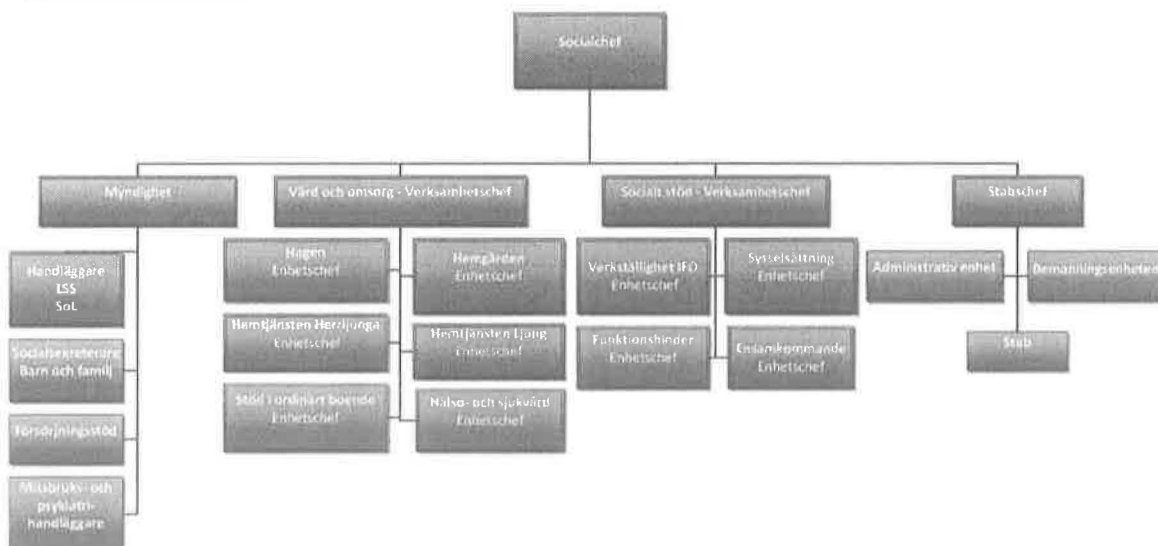 Socialchef
Myndighet
Handläggare
LSS
SoL
Socialsekreterare
Barn och familj
Försörjningsstöd
Missbruks- och
psykiatri-
handläggare
Vård och omsorg - Verksamhetschef
Hagen
Enhetschef
Hemgården
Enhetschef
Hemtjänsten Herrljunga
Enhetschef
Hemtjänsten Ljung
Enhetschef
Stöd i ordinärt boende
Enhetschef
Hälso- och sjukvård
Enhetschef
Socialt stöd - Verksamhetschef
Verkställighet IFO
Enhetschef
Sysselsättning
Enhetschef
Funktionshinder
Enhetschef
Ensamkommande
Enhetschef
Stabschef
Administrativ enhet
Bemanningsenheten
Stab